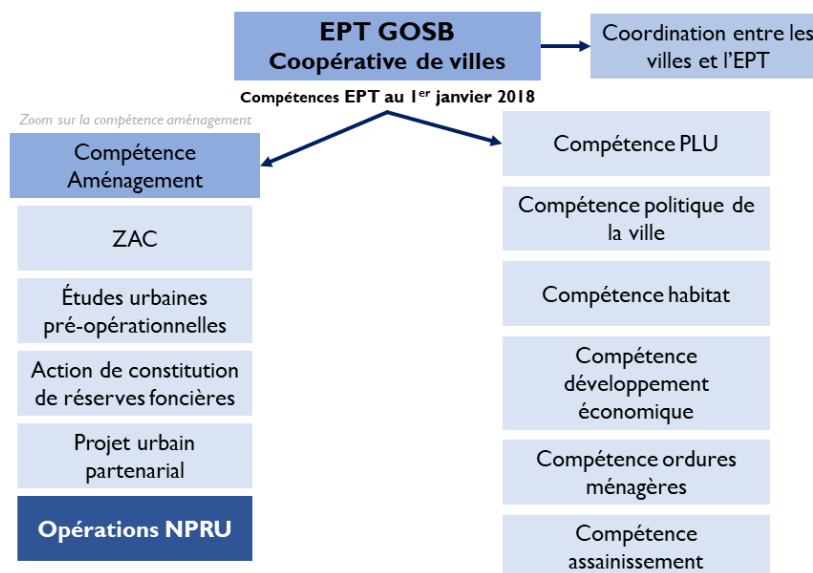 EPT GOSB
Coopérative de villes
Coordination entre les
villes et l'EPT
Compétences EPT au 1er janvier 2018
Zoom sur la compétence aménagement
Compétence
Aménagement
ZAC
Études urbaines
pré-opérationnelles
Action de constitution
de réserves foncières
Projet urbain
partenarial
Opérations NPRU
Compétence PLU
Compétence politique de
la ville
Compétence habitat
Compétence
développement
économique
Compétence ordures
ménagères
Compétence
assainissement